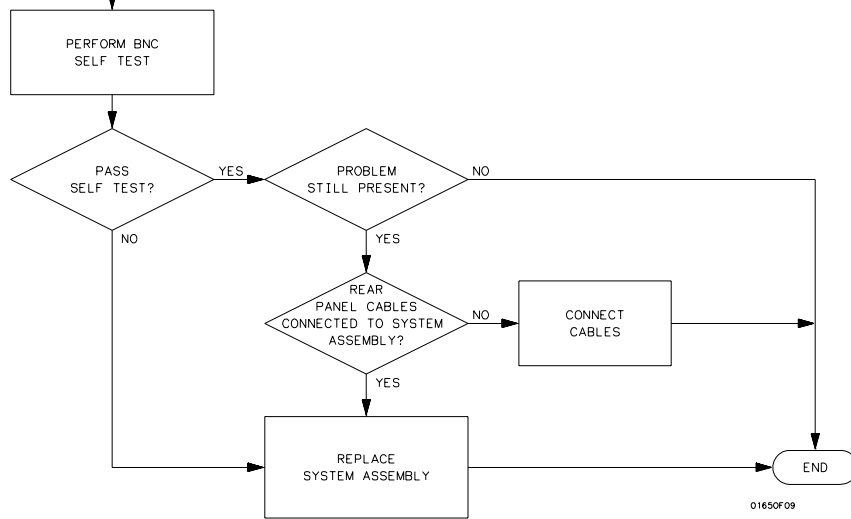 PERFORM BNC
SELF TEST
PASS
SELF TEST?
YES
PROBLEM
STILL PRESENT?
NO
NO
YES
REAR
PANEL CABLES
CONNECTED TO SYSTEM
ASSEMBLY?
NO
CONNECT
CABLES
YES
REPLACE
SYSTEM ASSEMBLY
END
01650F09